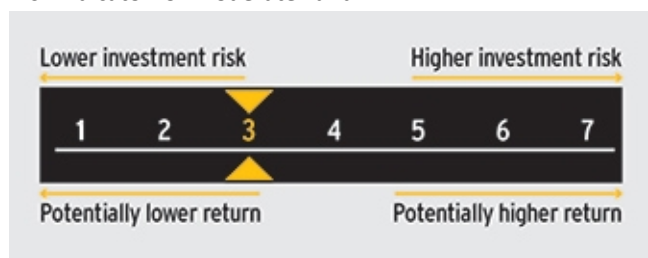 Lower investment risk Higher investment risk
1 2 3 4 5 6 7
Potentially lower return Potentially higher return